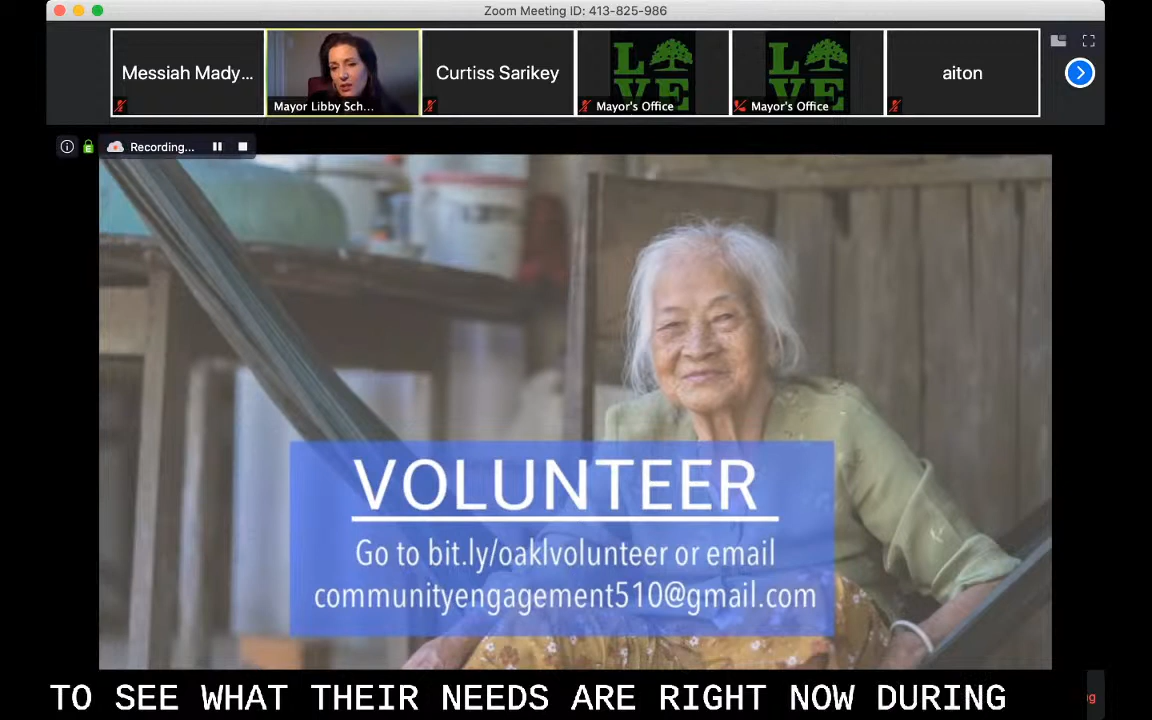 Zoom Meeting ID: 413-825-986
Messiah Mady...
Mayor Libby Sch...
Curtiss Sarikey
LOVE
Mayor's Office
LOVE
Mayor's Office
aiton
Recording...
VOLUNTEER
Go to bit.ly/oaklvolunteer or email
communityengagement510@gmail.com
TO SEE WHAT THEIR NEEDS ARE RIGHT NOW DURING